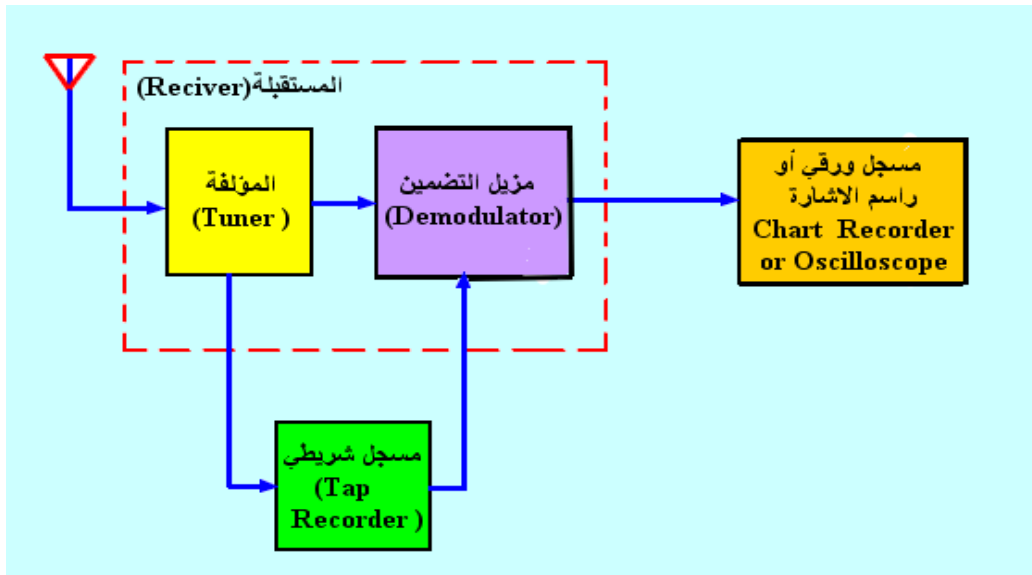 المستقبلة(Reciver)
المؤلفة
(Tuner )
مزيل التضمين
(Demodulator)
مسجل ورقي أو
راسم الاشارة
Chart Recorder
or Oscilloscope
مسجل شريطي
(Tap
Recorder )